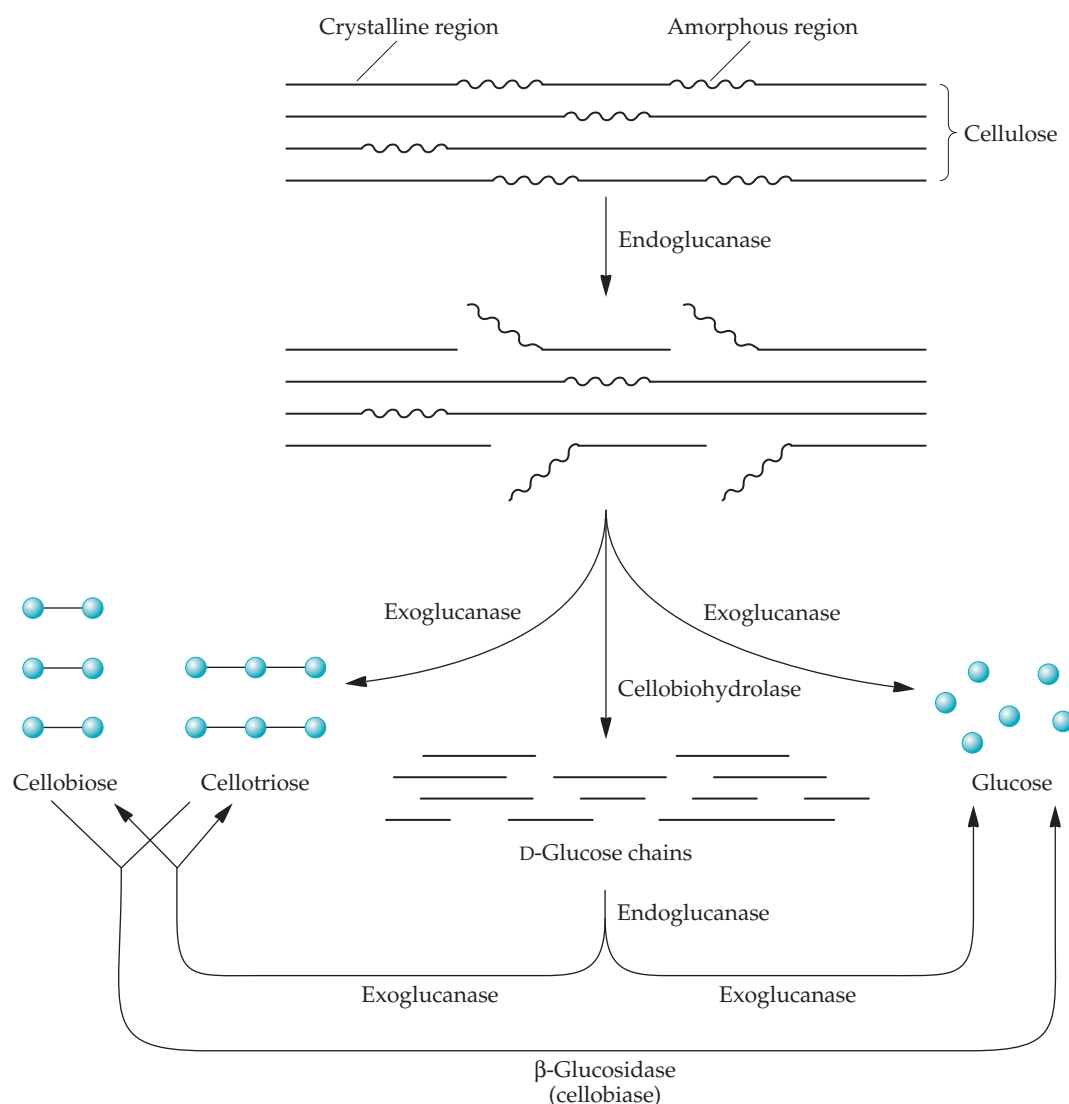 Crystalline region
Amorphous region
Cellulose
Endoglucanase
Exoglucanase
Exoglucanase
Cellobiohydrolase
Cellobiose
Cellotriose
Glucose
D-Glucose chains
Endoglucanase
Exoglucanase
Exoglucanase
β-Glucosidase
(cellobiase)